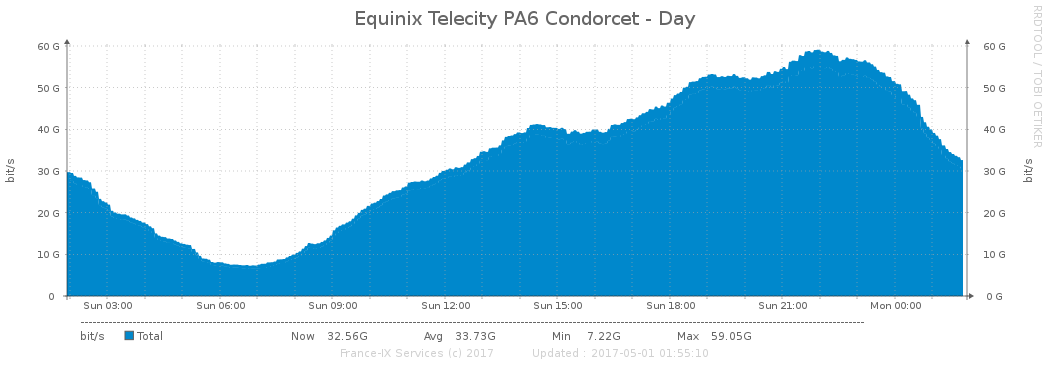 Equinix Telecity PA6 Condorcet - Day
RRDTOOL / TOBI OETIKER
bit/s
60 G 60 G
50 G 50 G
40 G 40 G
30 G 30 G
20 G 20 G
10 G 10 G
0 0 G
bit/s
Sun 03:00 Sun 06:00 Sun 09:00 Sun 12:00 Sun 15:00 Sun 18:00 Sun 21:00 Mon 00:00
bit/s Total Now 32.56G Avg 33.73G Min 7.22G Max 59.05G
France-IX Services (c) 2017 Updated : 2017-05-01 01:55:10